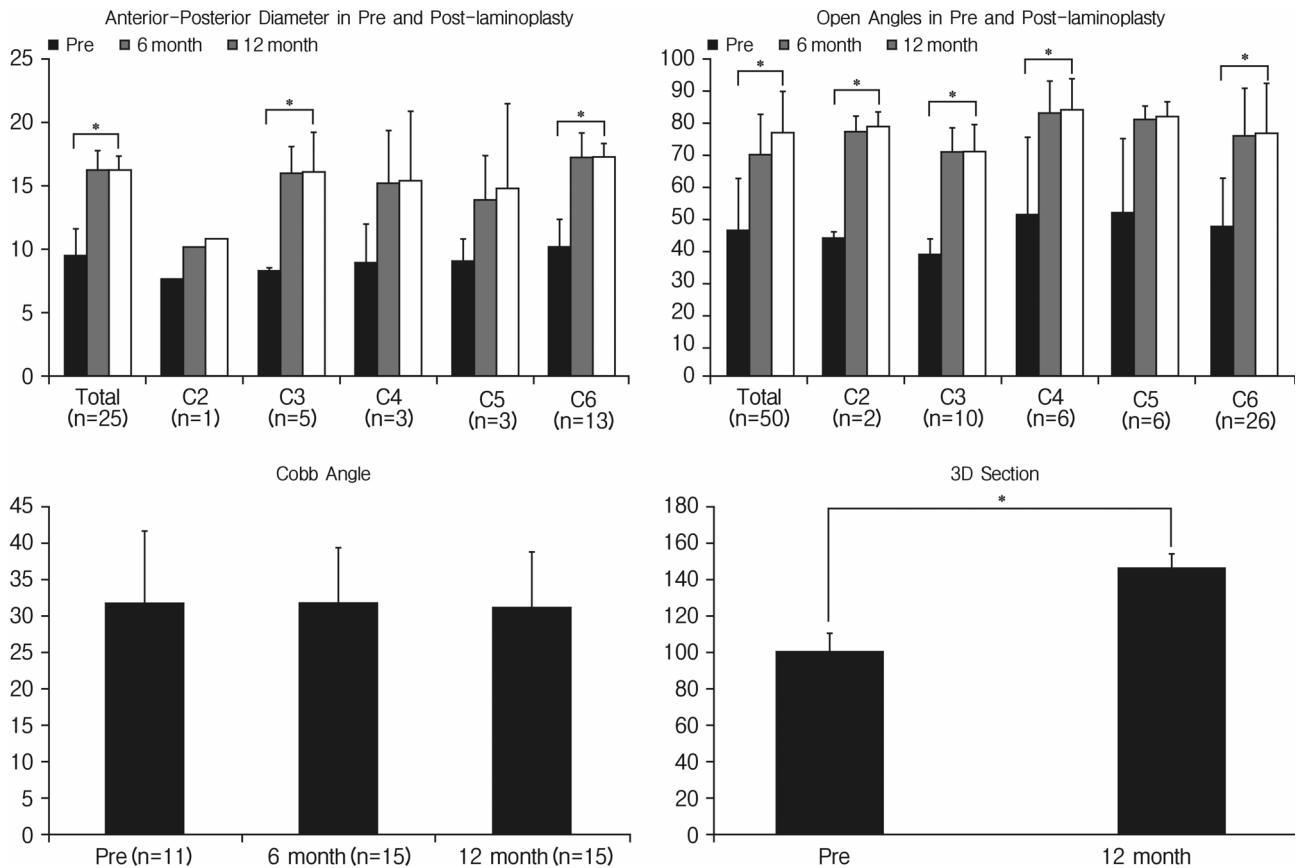 Anterior-Posterior Diameter in Pre and Post-laminoplasty
Pre 6 month 12 month
25
20
15
10
5
0
* * *
Total C2 C3 C4 C5 C6
(n=25) (n=1) (n=5) (n=3) (n=3) (n=13)
Open Angles in Pre and Post-laminoplasty
Pre 6 month 12 month
100
90
80
70
60
50
40
30
20
10
0
* * * * *
Total C2 C3 C4 C5 C6
(n=50) (n=2) (n=10) (n=6) (n=6) (n=26)
Cobb Angle
45
40
35
30
25
20
15
10
5
0
Pre (n=11) 6 month (n=15) 12 month (n=15)
3D Section
180
160
140
120
100
80
60
40
20
0
*
Pre 12 month